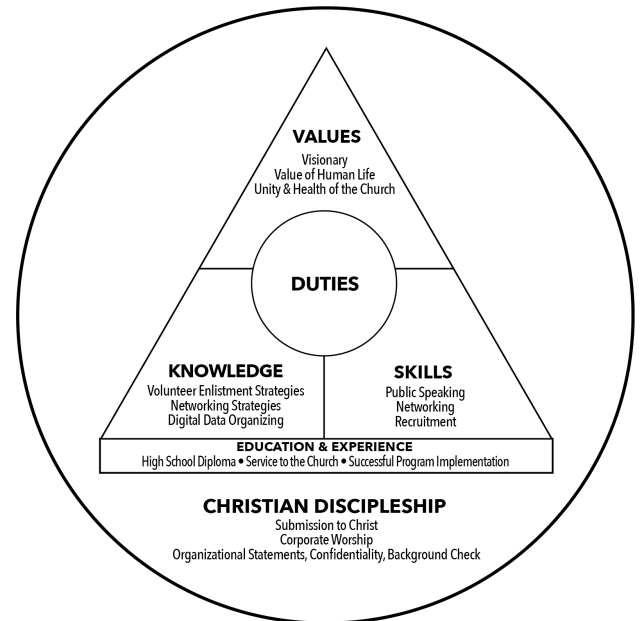 VALUES
Visionary
Value of Human Life
Unity & Health of the Church
DUTIES
KNOWLEDGE
Volunteer Enlistment Strategies
Networking Strategies
Digital Data Organizing
SKILLS
Public Speaking
Networking
Recruitment
EDUCATION & EXPERIENCE
High School Diploma • Service to the Church • Successful Program Implementation
CHRISTIAN DISCIPLESHIP
Submission to Christ
Corporate Worship
Organizational Statements, Confidentiality, Background Check